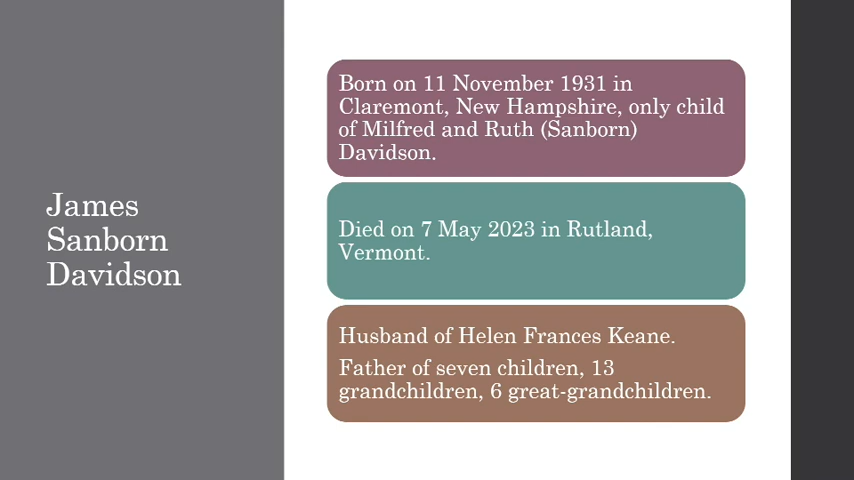 James
Sanborn
Davidson
Born on 11 November 1931 in
Claremont, New Hampshire, only child
of Milfred and Ruth (Sanborn)
Davidson.
Died on 7 May 2023 in Rutland,
Vermont.
Husband of Helen Frances Keane.
Father of seven children, 13
grandchildren, 6 great-grandchildren.